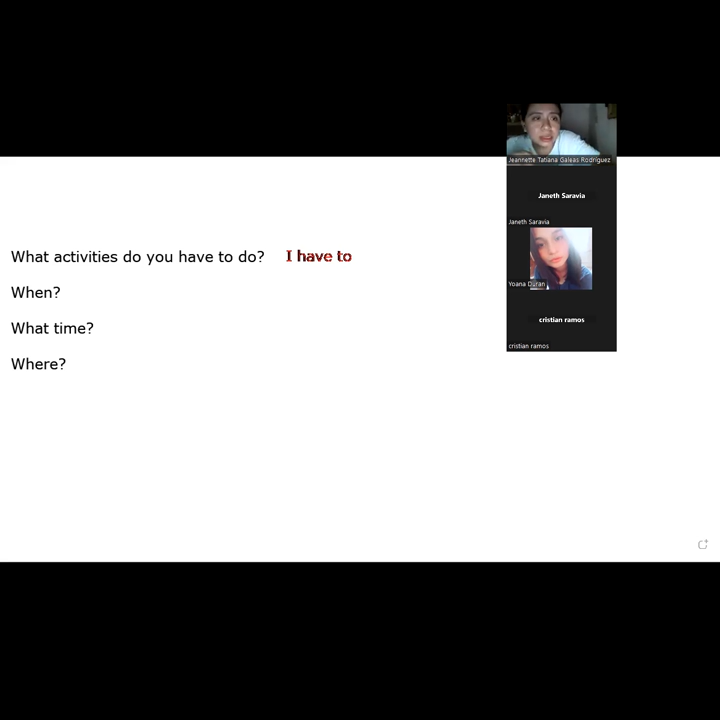 Jeannette Tatiana Galeas Rodriguez
Janeth Saravia
Janeth Saravia
What activities do you have to do? I have to
Yoana Duran
When?
cristian ramos
What time?
cristian ramos
Where?